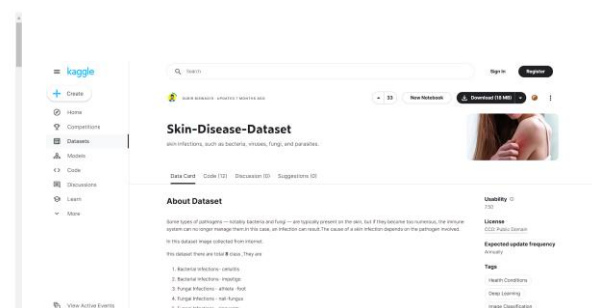 kaggle
Search
Sign In
Register
Create
UPDATED 7 MONTHS AGO
33
New Notebook
Download (18 MB)
Home
Competitions
Datasets
Models
Code
Discussions
Learn
More
View Active Events
Skin-Disease-Dataset
skin infections, such as bacteria, viruses, fungi, and parasites.
Data Card
Code (12)
Discussion (0)
Suggestions (0)
About Dataset
Some types of pathogens — notably bacteria and fungi — are typically present on the skin, but if they become too numerous, the immune
system can no longer manage them in this case, an infection can result The cause of a skin infection depends on the pathogen involved.
In this dataset image collected from internet.
this dataset there are total 8 class ,They are
1. Bacterial Infections- cellulitis
2. Bacterial Infections- impetigo
3. Fungal Infections - athlete -foot
4. Fungal Infections - nail-fungus
Usability
License
CC0: Public Domain
Expected update frequency
Annually
Tags
Health Conditions
Deep Learning
Image Classification